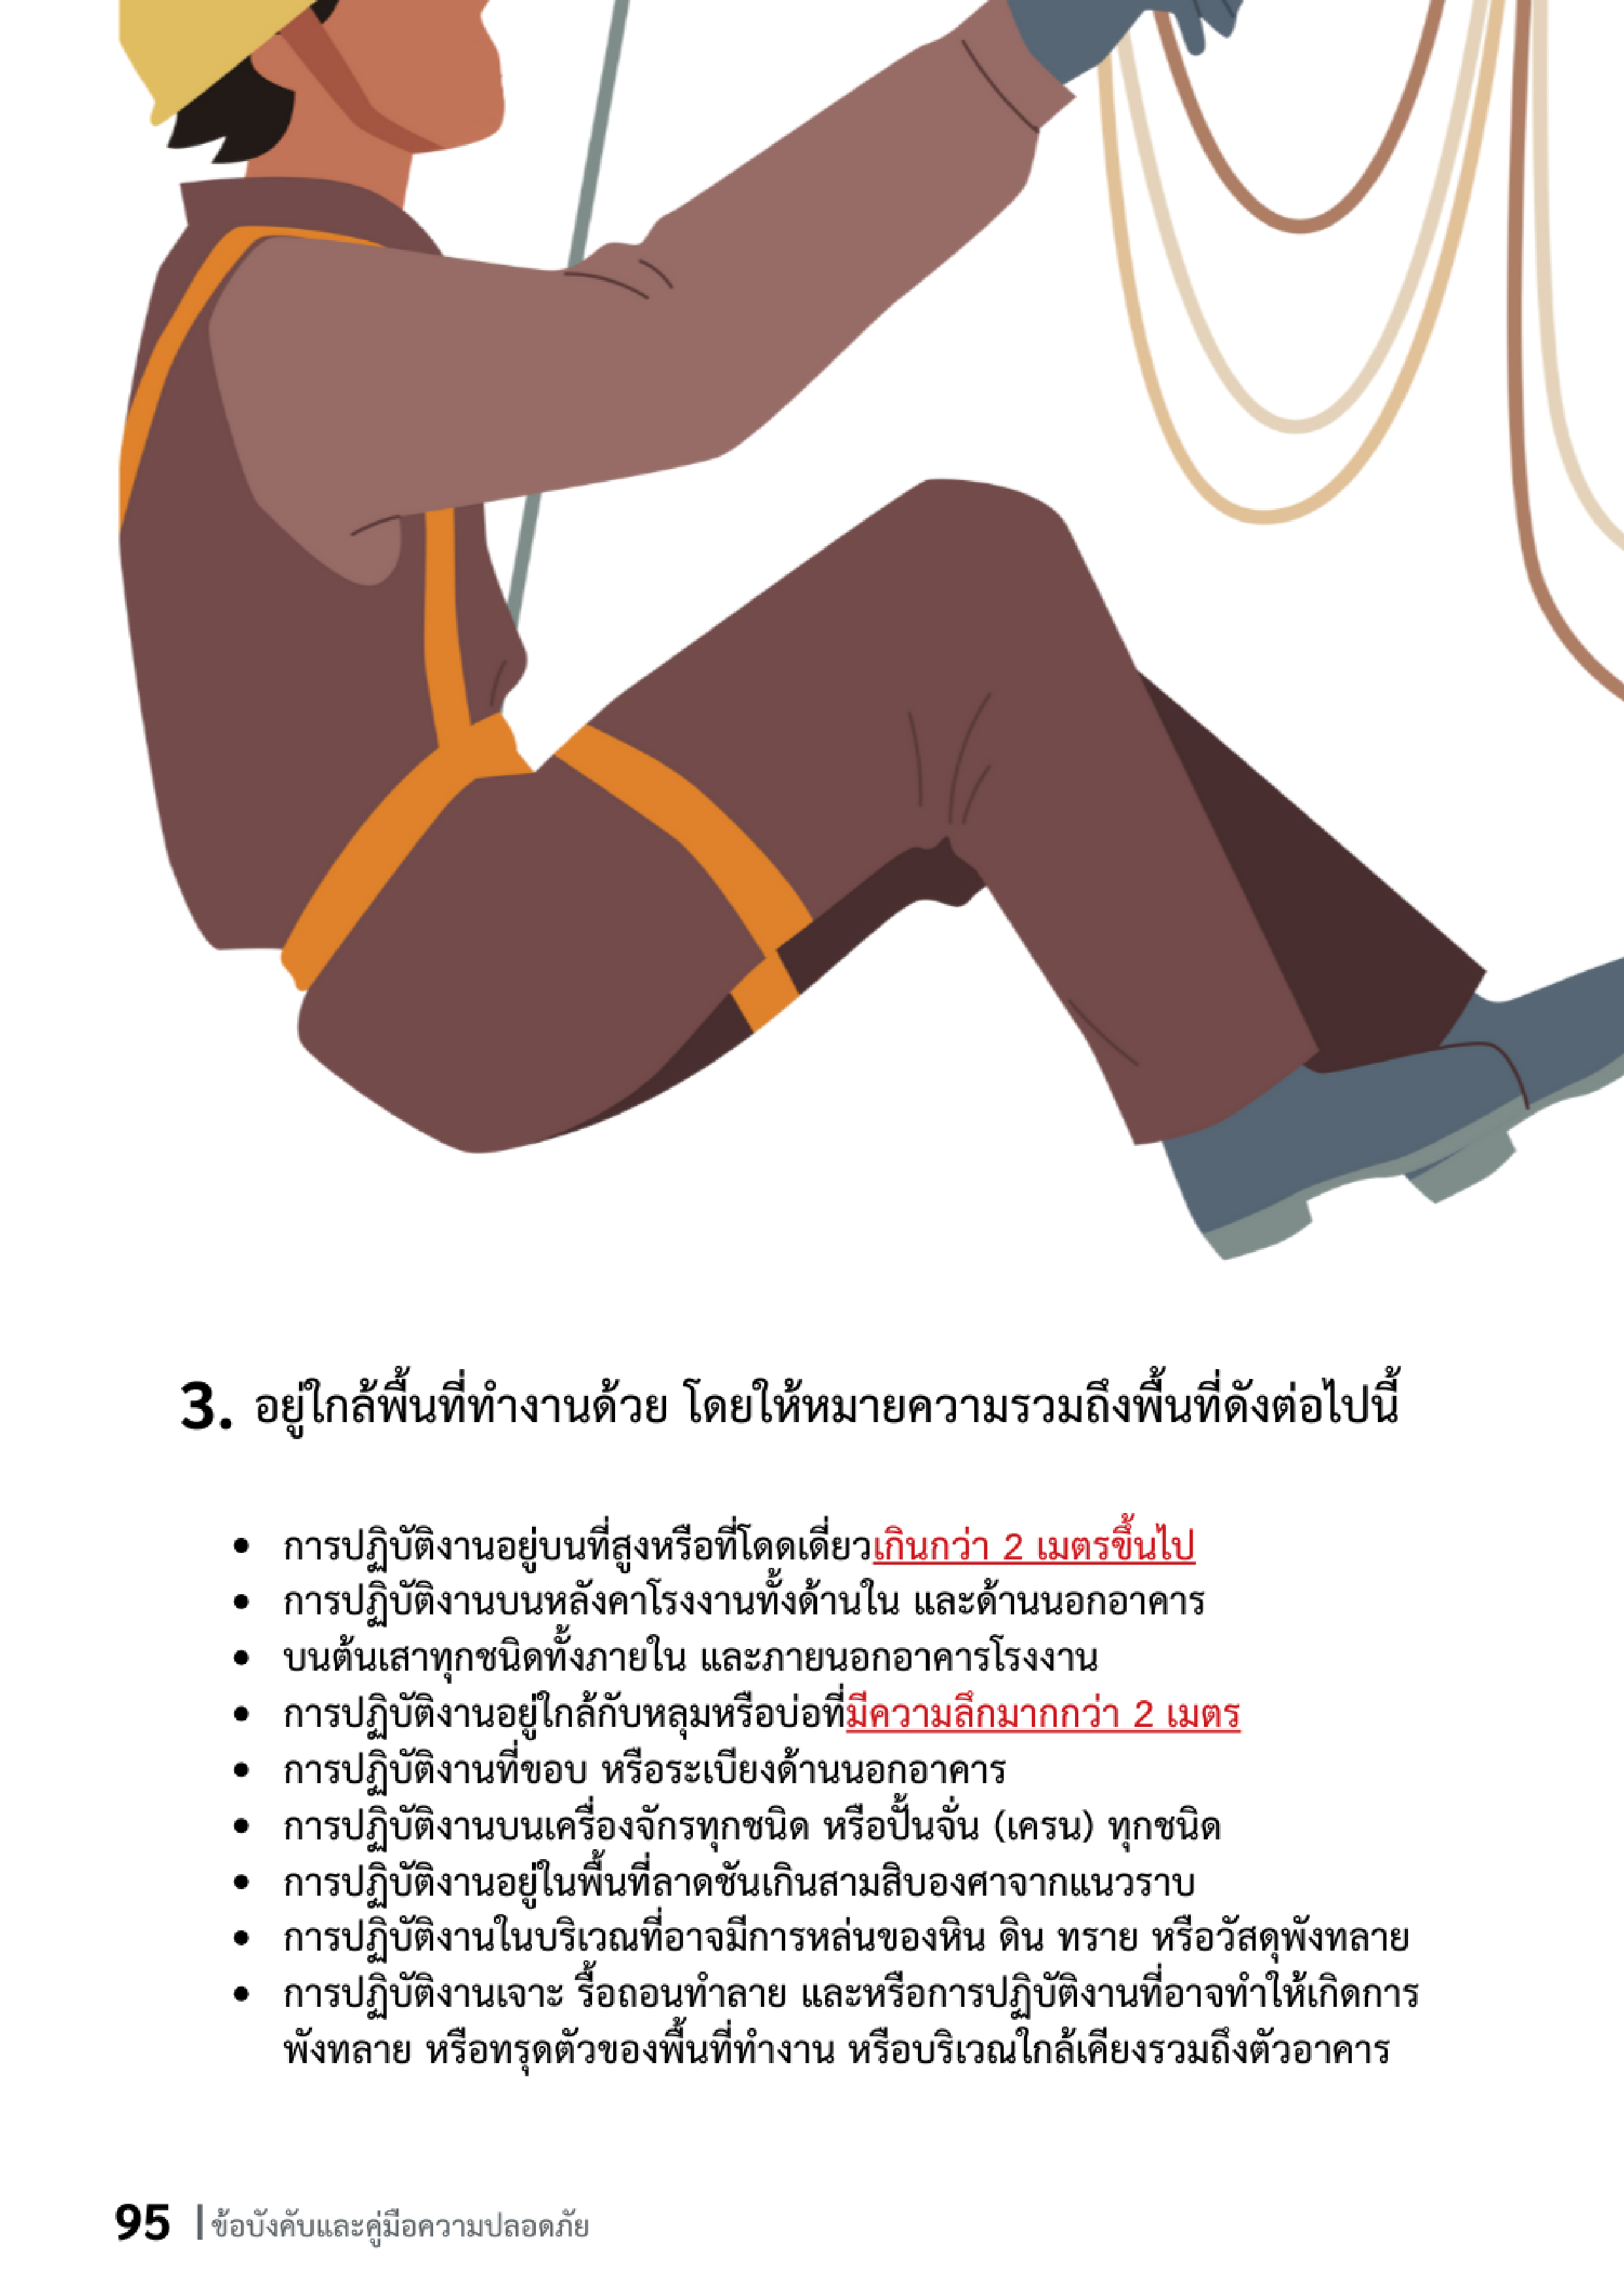 3. อยู่ใกล้พื้นที่ทำงานด้วย โดยให้หมายความรวมถึงพื้นที่ดังต่อไปนี้
• การปฏิบัติงานอยู่บนที่สูงหรือที่โดดเดี่ยวเกินกว่า 2 เมตรขึ้นไป
• การปฏิบัติงานบนหลังคาโรงงานทั้งด้านใน และด้านนอกอาคาร
• บนต้นเสาทุกชนิดทั้งภายใน และภายนอกอาคารโรงงาน
• การปฏิบัติงานอยู่ใกล้กับหลุมหรือบ่อที่มีความลึกมากกว่า 2 เมตร
• การปฏิบัติงานที่ขอบ หรือระเบียงด้านนอกอาคาร
• การปฏิบัติงานบนเครื่องจักรทุกชนิด หรือปั้นจั่น (เครน) ทุกชนิด
• การปฏิบัติงานอยู่ในพื้นที่ลาดชันเกินสามสิบองศาจากแนวราบ
• การปฏิบัติงานในบริเวณที่อาจมีการหล่นของหิน ดิน ทราย หรือวัสดุพังทลาย
• การปฏิบัติงานเจาะ รื้อถอนทำลาย และหรือการปฏิบัติงานที่อาจทำให้เกิดการ
พังทลาย หรือทรุดตัวของพื้นที่ทำงาน หรือบริเวณใกล้เคียงรวมถึงตัวอาคาร
95 | ข้อบังคับและคู่มือความปลอดภัย